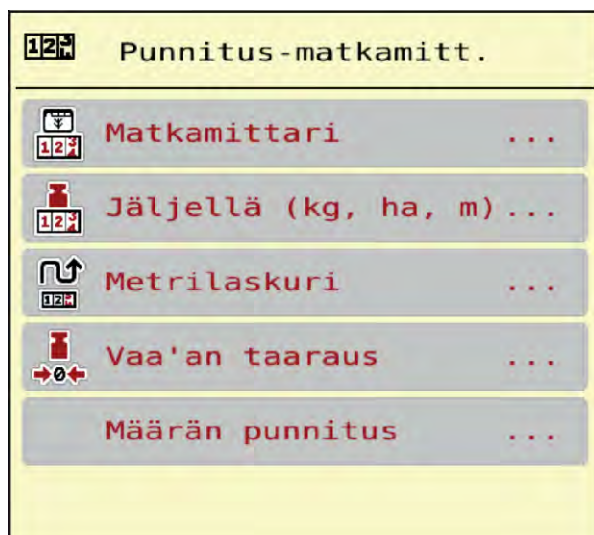 Punnitus-matkamitt.
Matkamittari ...
Jäljellä (kg, ha, m)...
Metrilaskuri ...
Vaa'an taaraus ...
Määrän punnitus ...